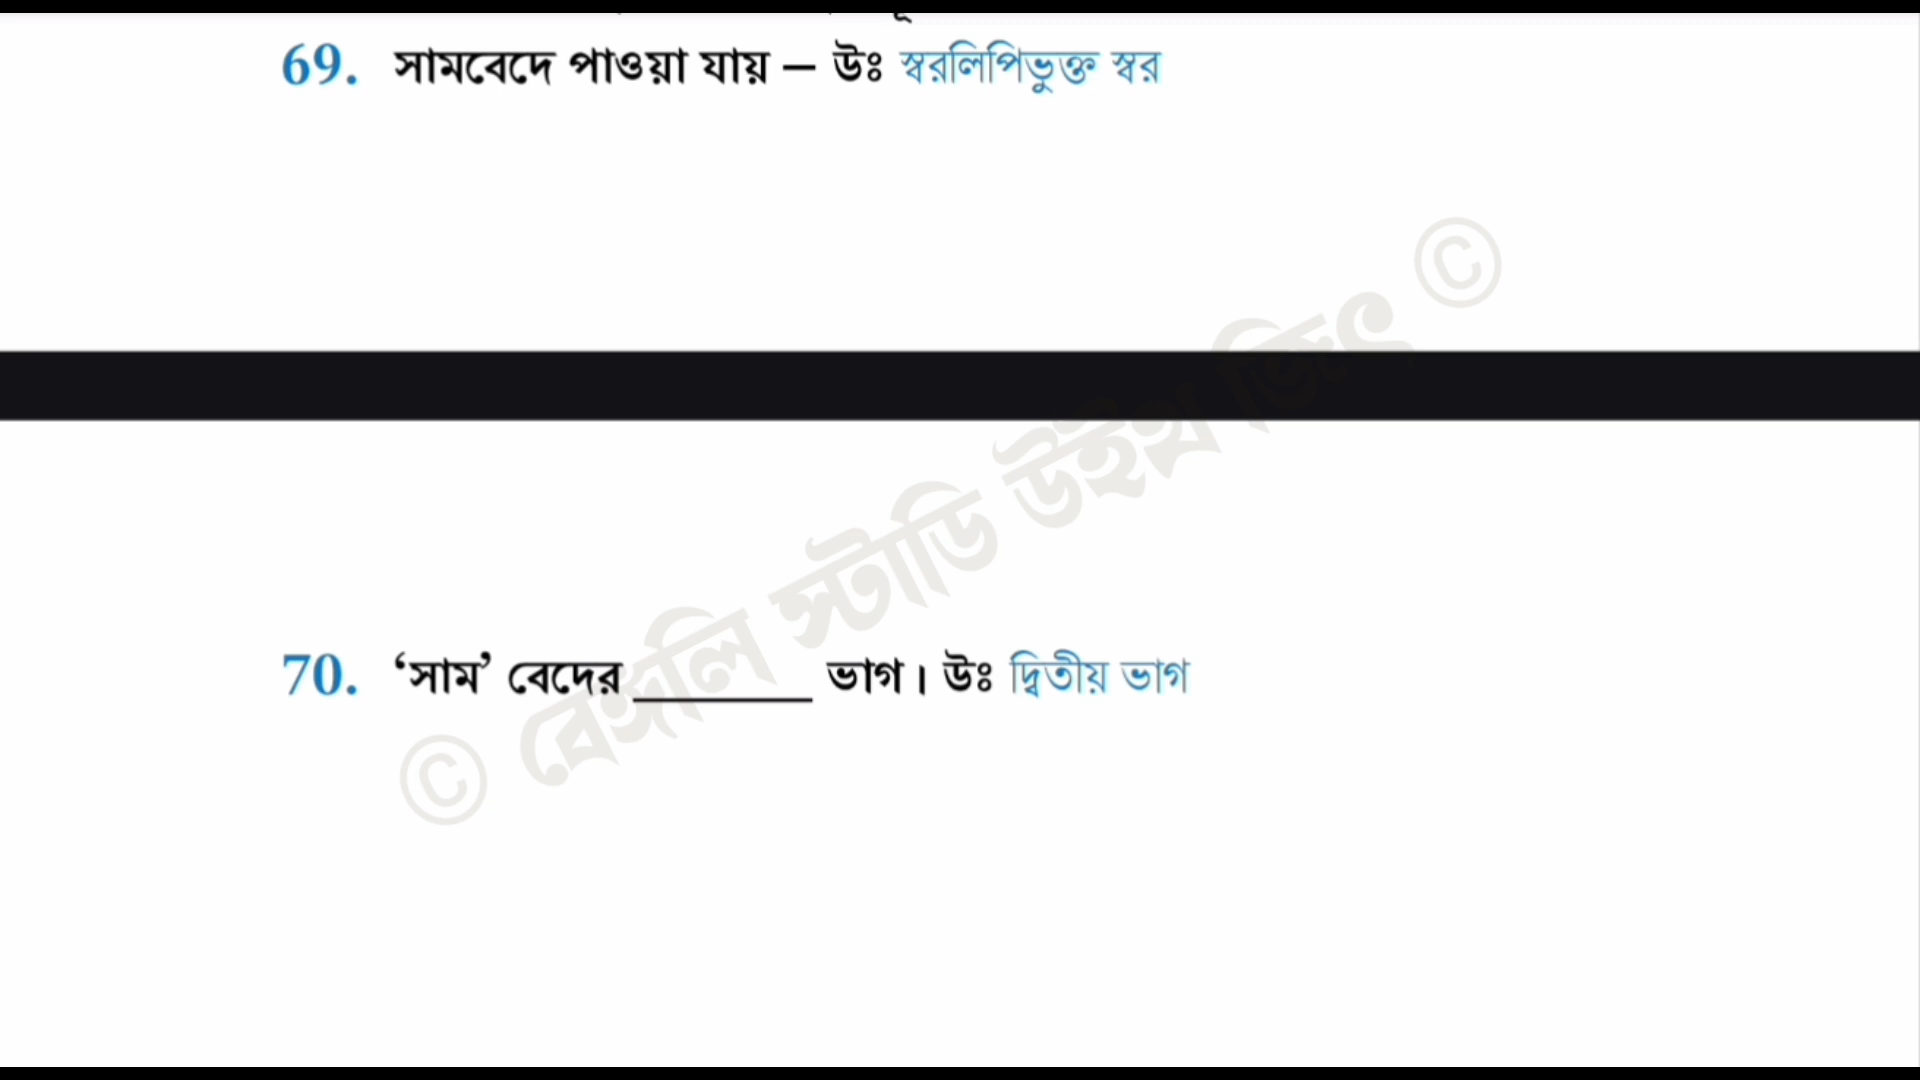 69. সামবেদে পাওয়া যায় – উঃ স্বরলিপিভুক্ত স্বর
© বেঙ্গলি স্টাডি উইথ জিৎ ©
70. ‘সাম’ বেদের ________ ভাগ। উঃ দ্বিতীয় ভাগ